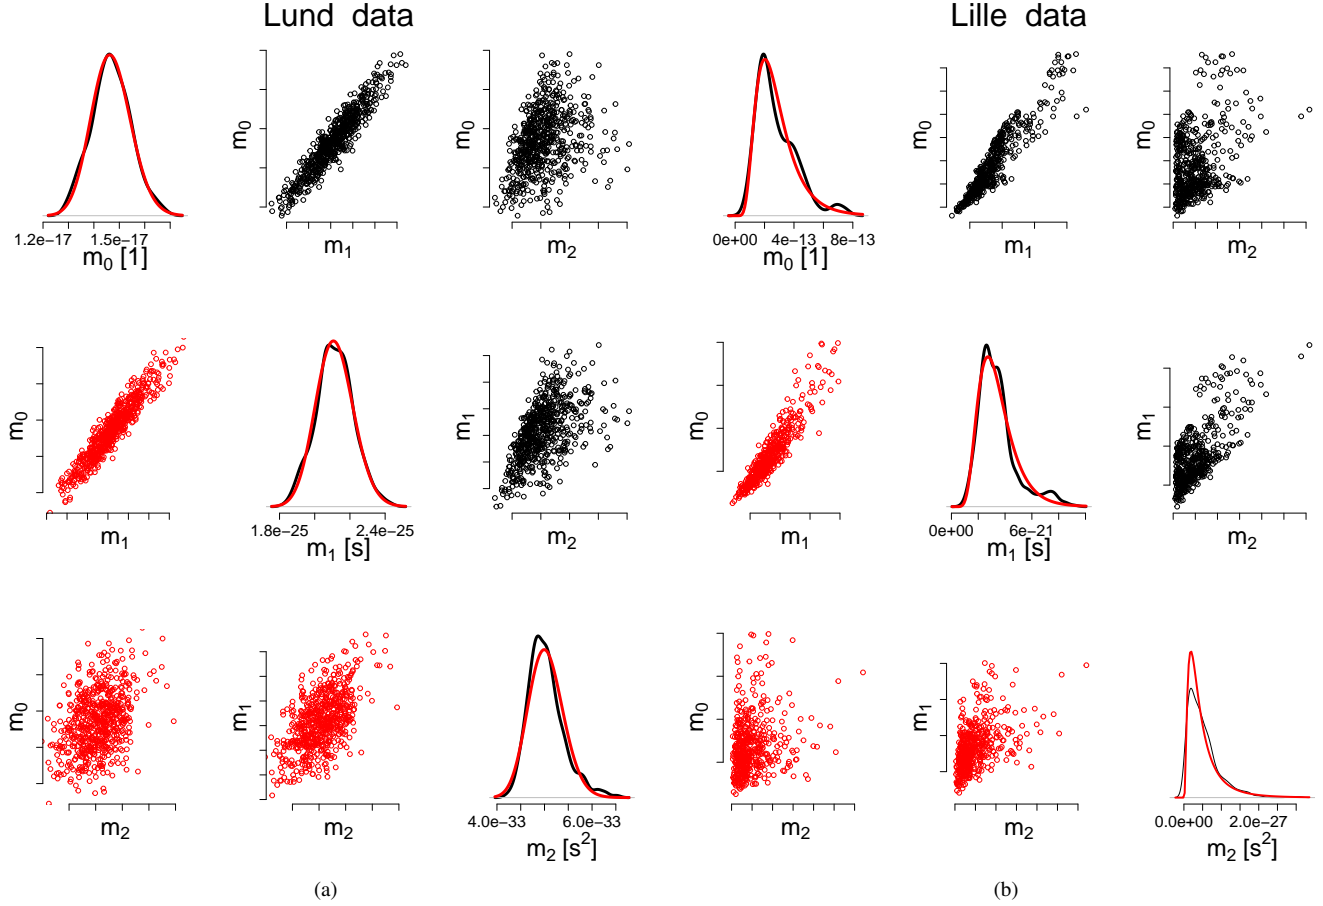 Lund data
Lille data
m0
m0
m0
m0
1.2e−17 1.5e−17
m0 [1]
m1
m2
0e+00 4e−13 8e−13
m0 [1]
m1
m2
m0
m1
m0
m1
m1
1.8e−25 2.4e−25
m1 [s]
m2
m1
0e+00 6e−21
m1 [s]
m2
m0
m1
m0
m1
m2
m2
4.0e−33 6.0e−33
m2 [s2]
m2
m2
0.0e+00 2.0e−27
m2 [s2]
(a)
(b)